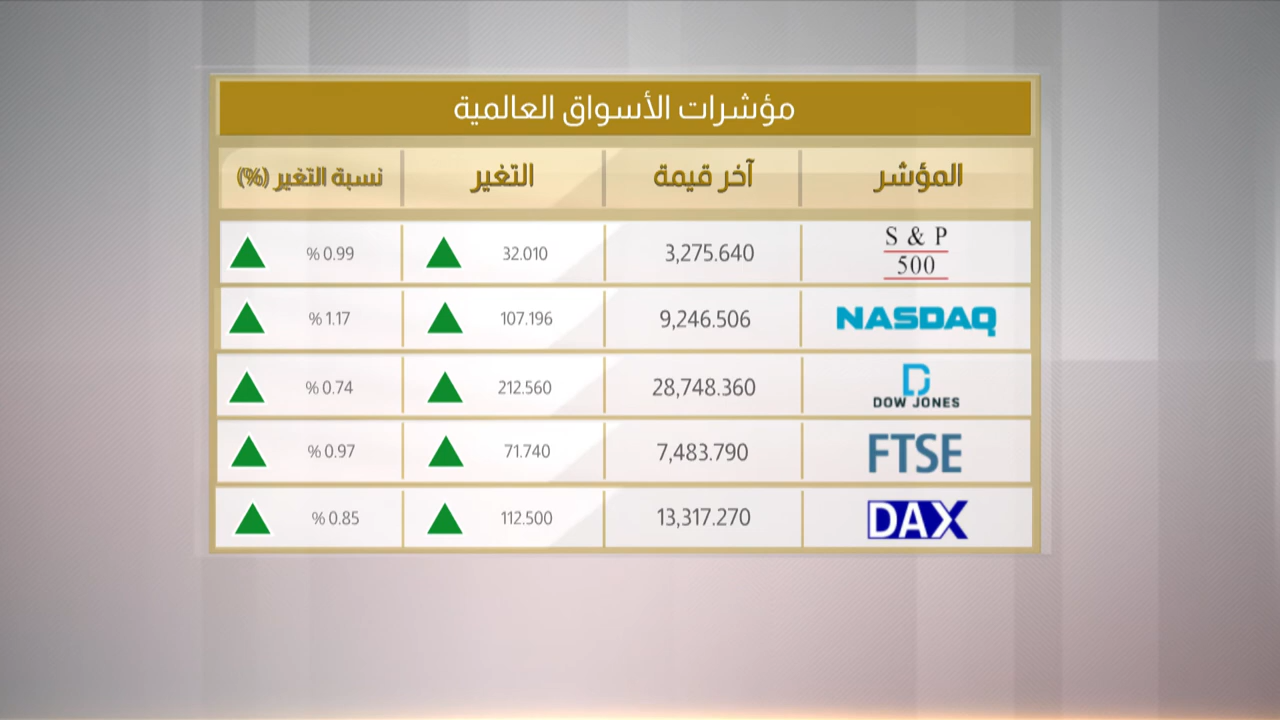 مؤشرات الأسواق العالمية
المؤشر آخر قيمة التغير نسبة التغير (%)
S & P
500 3,275.640 32.010 % 0.99
NASDAQ 9,246.506 107.196 % 1.17
DOW JONES 28,748.360 212.560 % 0.74
FTSE 7,483.790 71.740 % 0.97
DAX 13,317.270 112.500 % 0.85